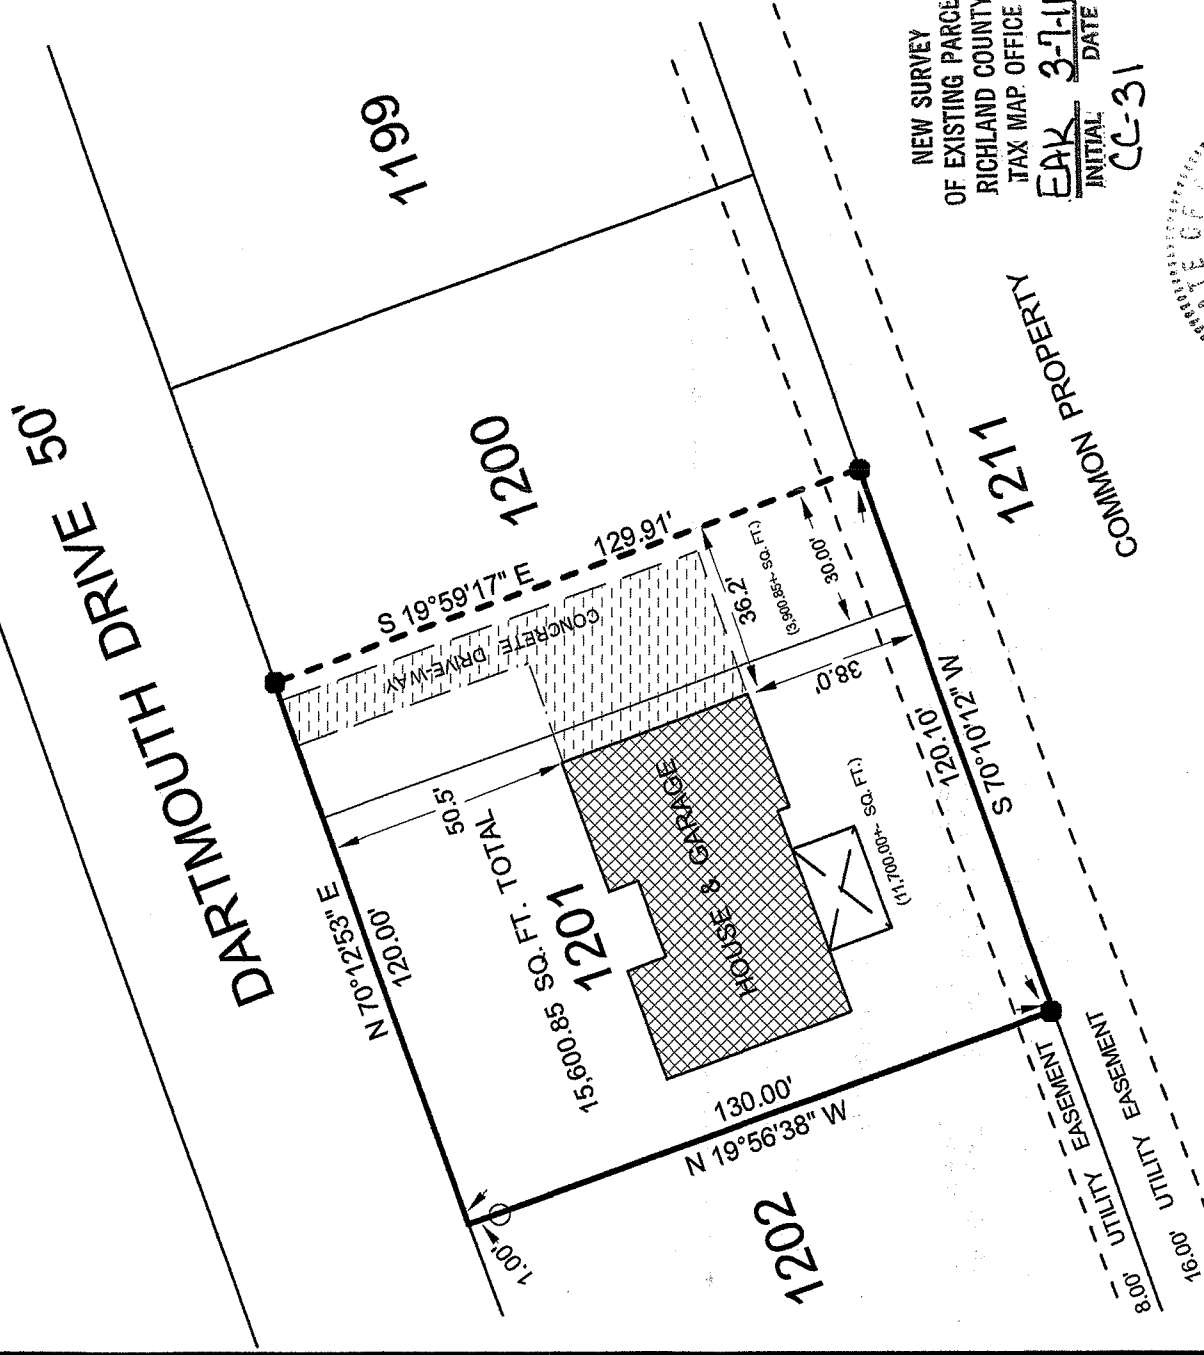 DARTMOUTH DRIVE 50'
1199
1200
N 70°12'53" E
120.00'
S 19°59'17" E
129.91'
CONCRETE DRIVE-WAY
50.5'
15,600.85 SQ. FT. TOTAL
1201
HOUSE & GARAGE
36.2'
(3,900.85+- SQ. FT.)
30.00'
38.0'
(11,700.00+- SQ. FT.)
120.10'
S 70°10'12" W
130.00'
N 19°56'38" W
1.00'
1202
8.00' UTILITY EASEMENT
16.00' UTILITY EASEMENT
1211
COMMON PROPERTY
NEW SURVEY
OF EXISTING PARCE
RICHLAND COUNTY
TAX MAP OFFICE
EAK 3-7-11
INITIAL DATE
CC-31